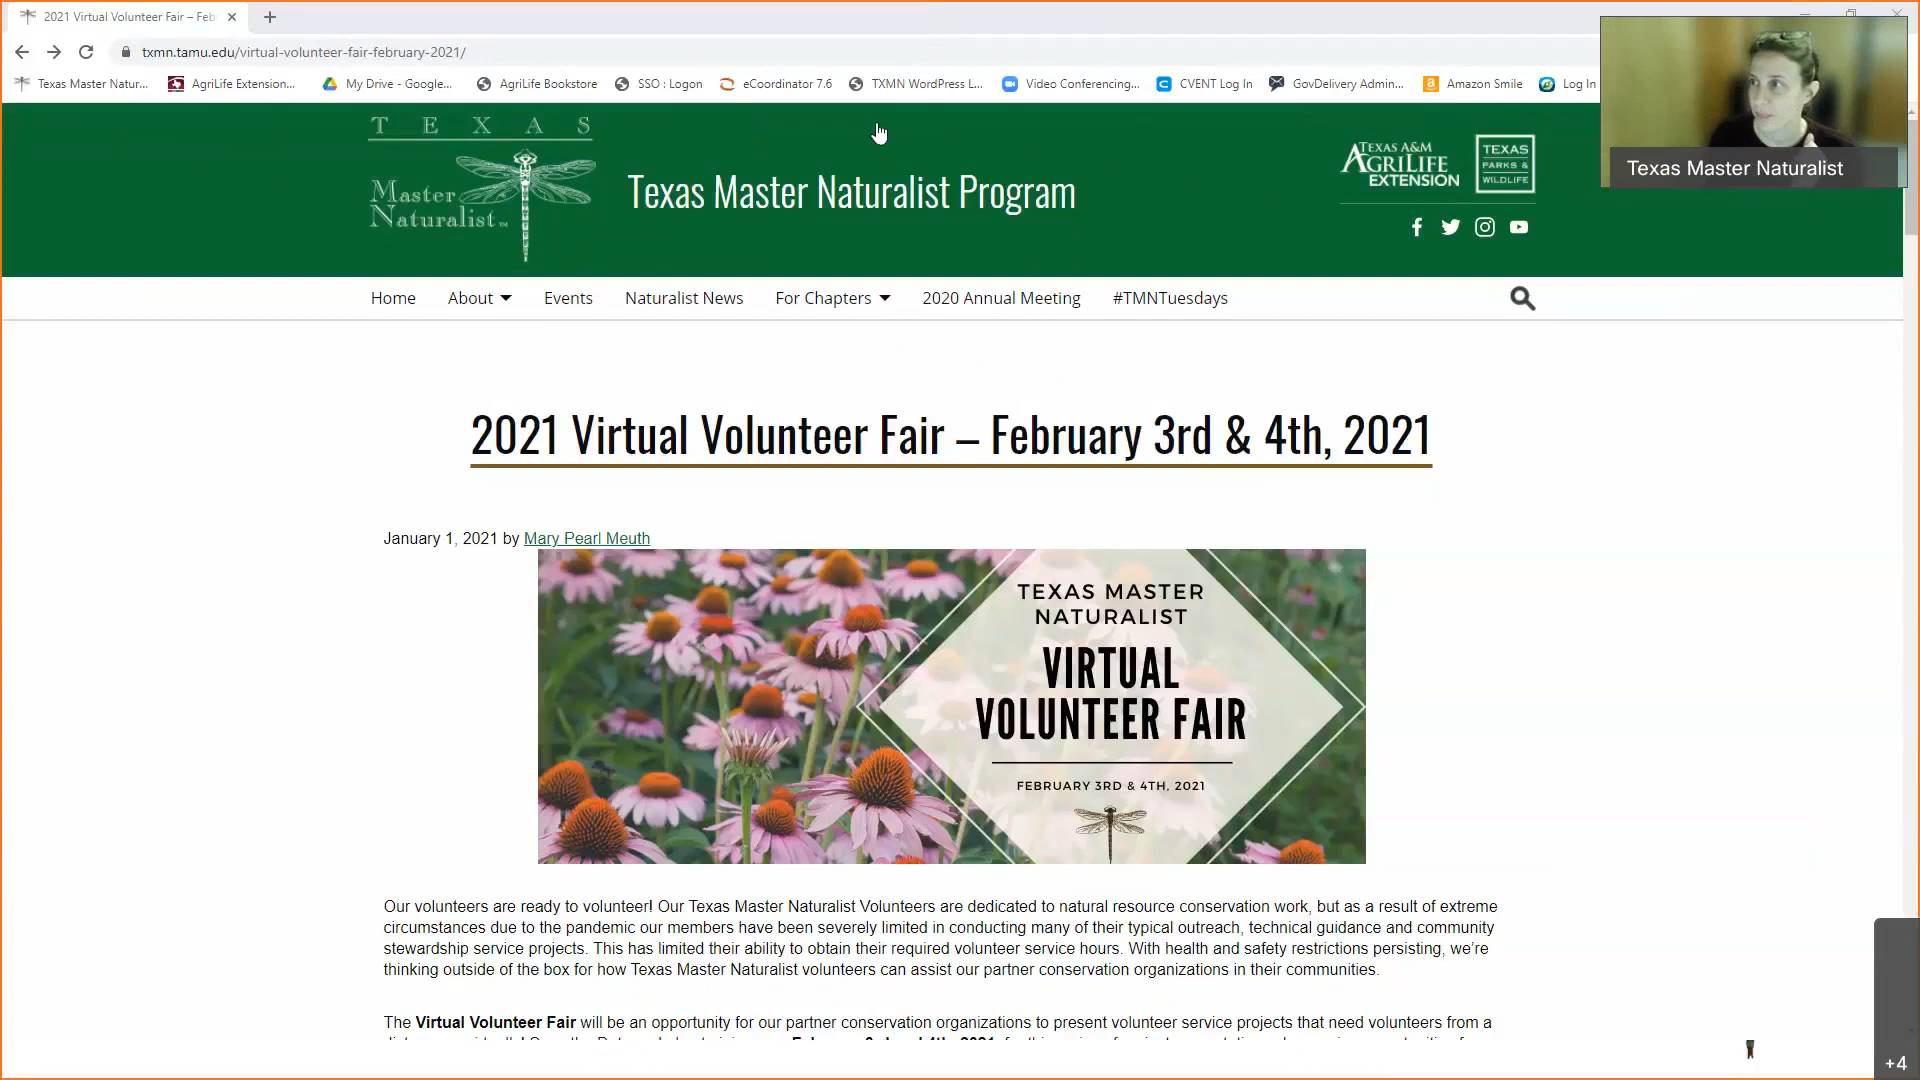 2021 Virtual Volunteer Fair – Feb
txmn.tamu.edu/virtual-volunteer-fair-february-2021/
Texas Master Natur...
AgriLife Extension...
My Drive - Google...
AgriLife Bookstore
SSO : Logon
eCoordinator 7.6
TXMN WordPress L...
Video Conferencing...
CVENT Log In
GovDelivery Admin...
Amazon Smile
Log In
Texas Master Naturalist
TEXAS
Master
Naturalist™
Texas Master Naturalist Program
TEXAS A&M
AGRILIFE
EXTENSION
TEXAS
PARKS &
WILDLIFE
Home
About
Events
Naturalist News
For Chapters
2020 Annual Meeting
#TMNTuesdays
2021 Virtual Volunteer Fair – February 3rd & 4th, 2021
January 1, 2021 by Mary Pearl Meuth
TEXAS MASTER
NATURALIST
VIRTUAL
VOLUNTEER FAIR
FEBRUARY 3RD & 4TH, 2021
Our volunteers are ready to volunteer! Our Texas Master Naturalist Volunteers are dedicated to natural resource conservation work, but as a result of extreme
circumstances due to the pandemic our members have been severely limited in conducting many of their typical outreach, technical guidance and community
stewardship service projects. This has limited their ability to obtain their required volunteer service hours. With health and safety restrictions persisting, we're
thinking outside of the box for how Texas Master Naturalist volunteers can assist our partner conservation organizations in their communities.
The Virtual Volunteer Fair will be an opportunity for our partner conservation organizations to present volunteer service projects that need volunteers from a
+4